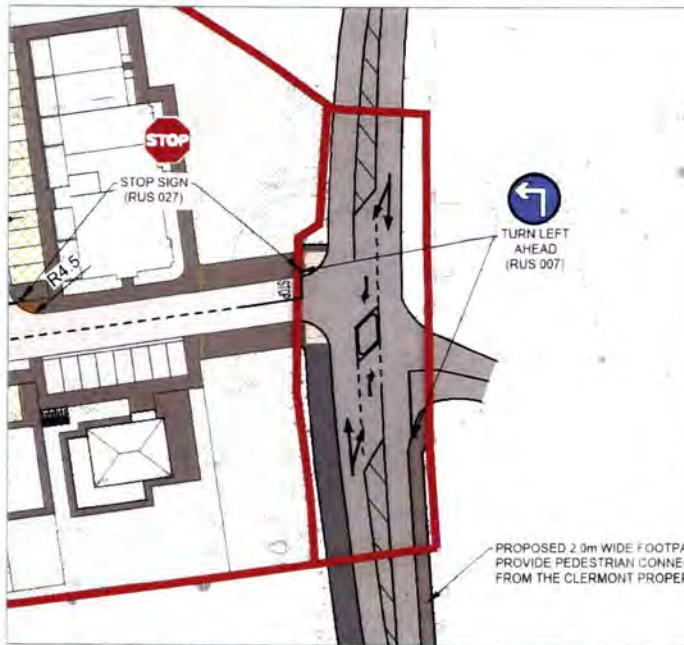 STOP
STOP SIGN
(RUS 027)
TURN LEFT
AHEAD
(RUS 007)
R4.5
STOP
PROPOSED 2.0m WIDE FOOTPA
PROVIDE PEDESTRIAN CONNE
FROM THE CLERMONT PROPER